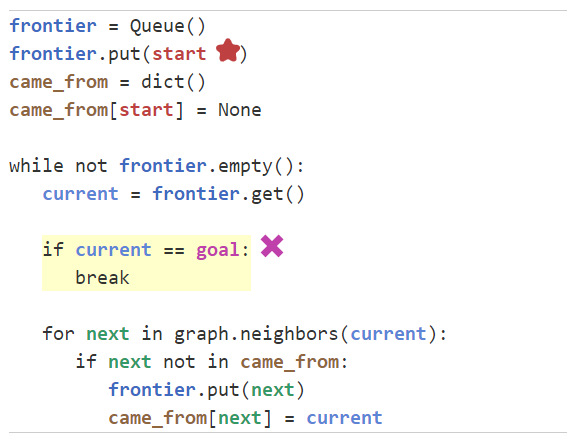 frontier = Queue()
frontier.put(start )
came_from = dict()
came_from[start] = None

while not frontier.empty():
   current = frontier.get()

   if current == goal:
      break

   for next in graph.neighbors(current):
      if next not in came_from:
         frontier.put(next)
         came_from[next] = current